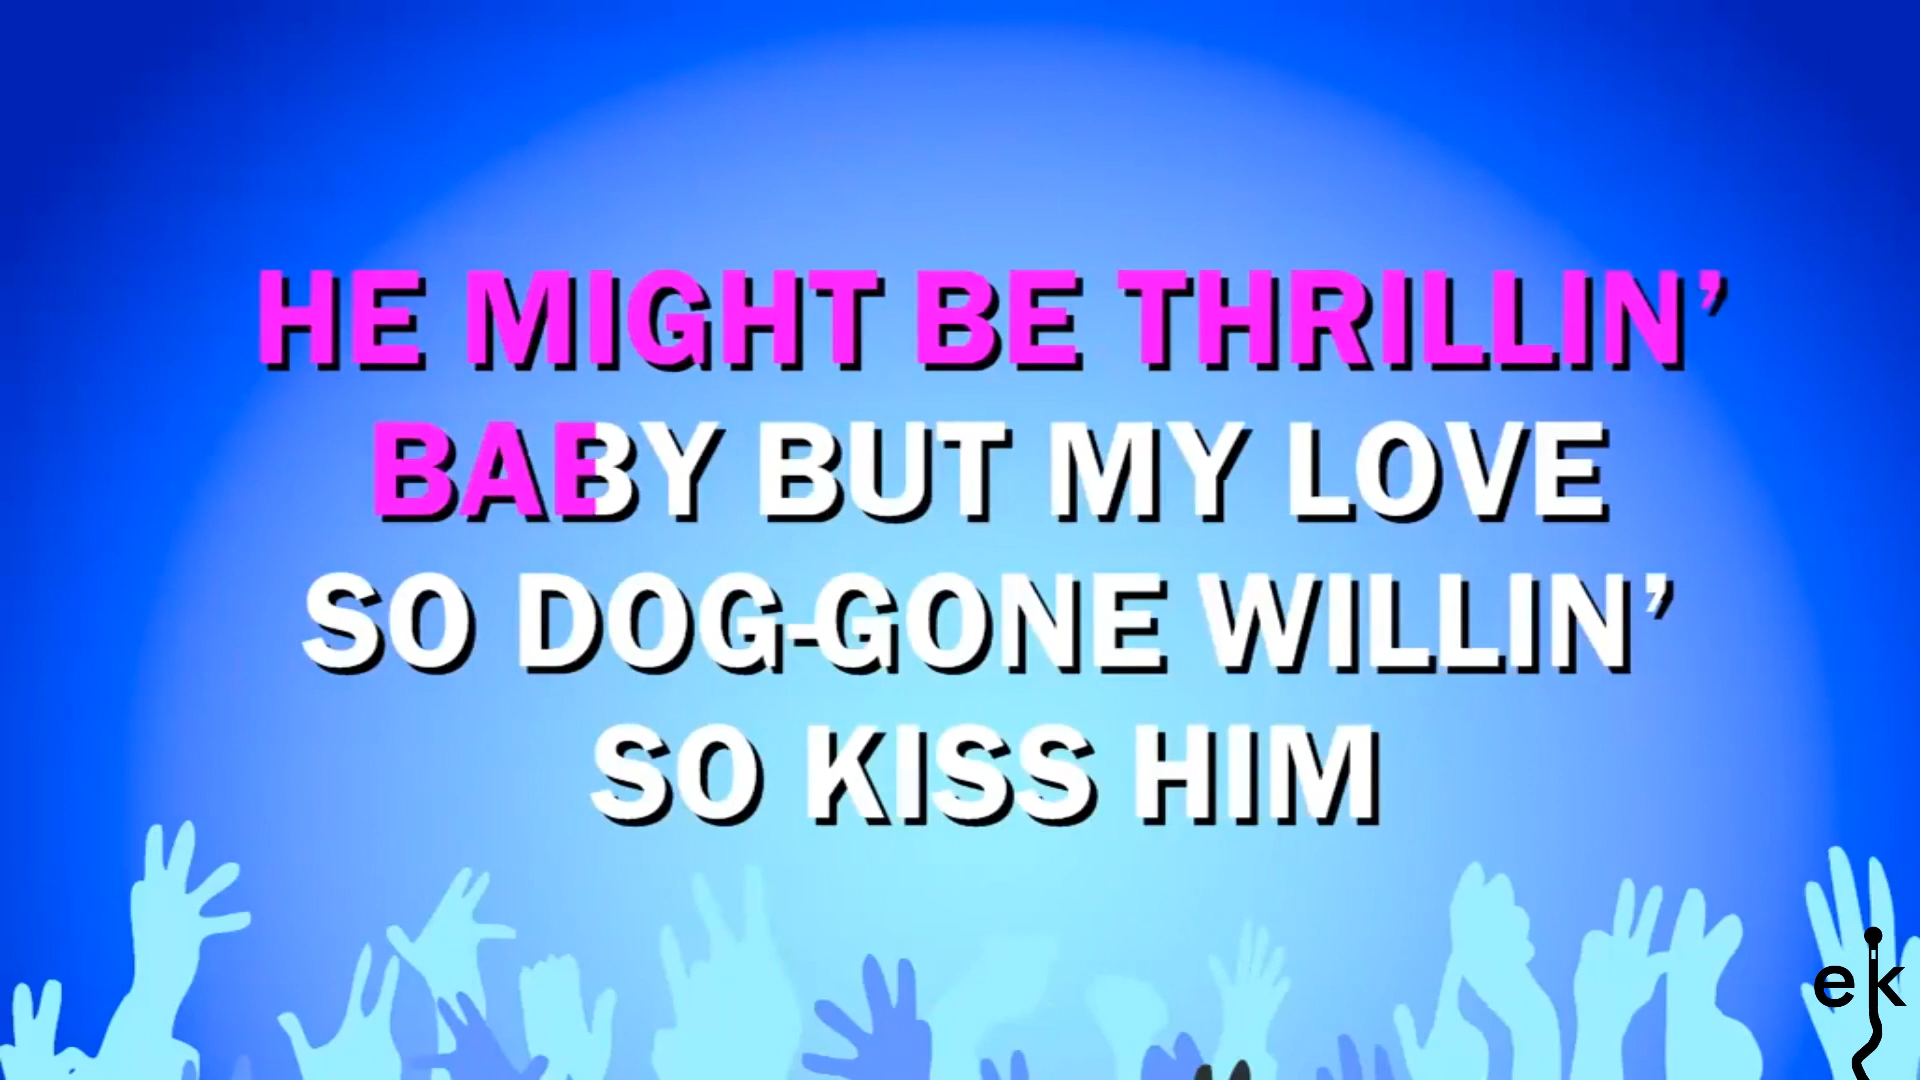 HE MIGHT BE THRILLIN’
BABY BUT MY LOVE
SO DOG-GONE WILLIN’
SO KISS HIM
ek